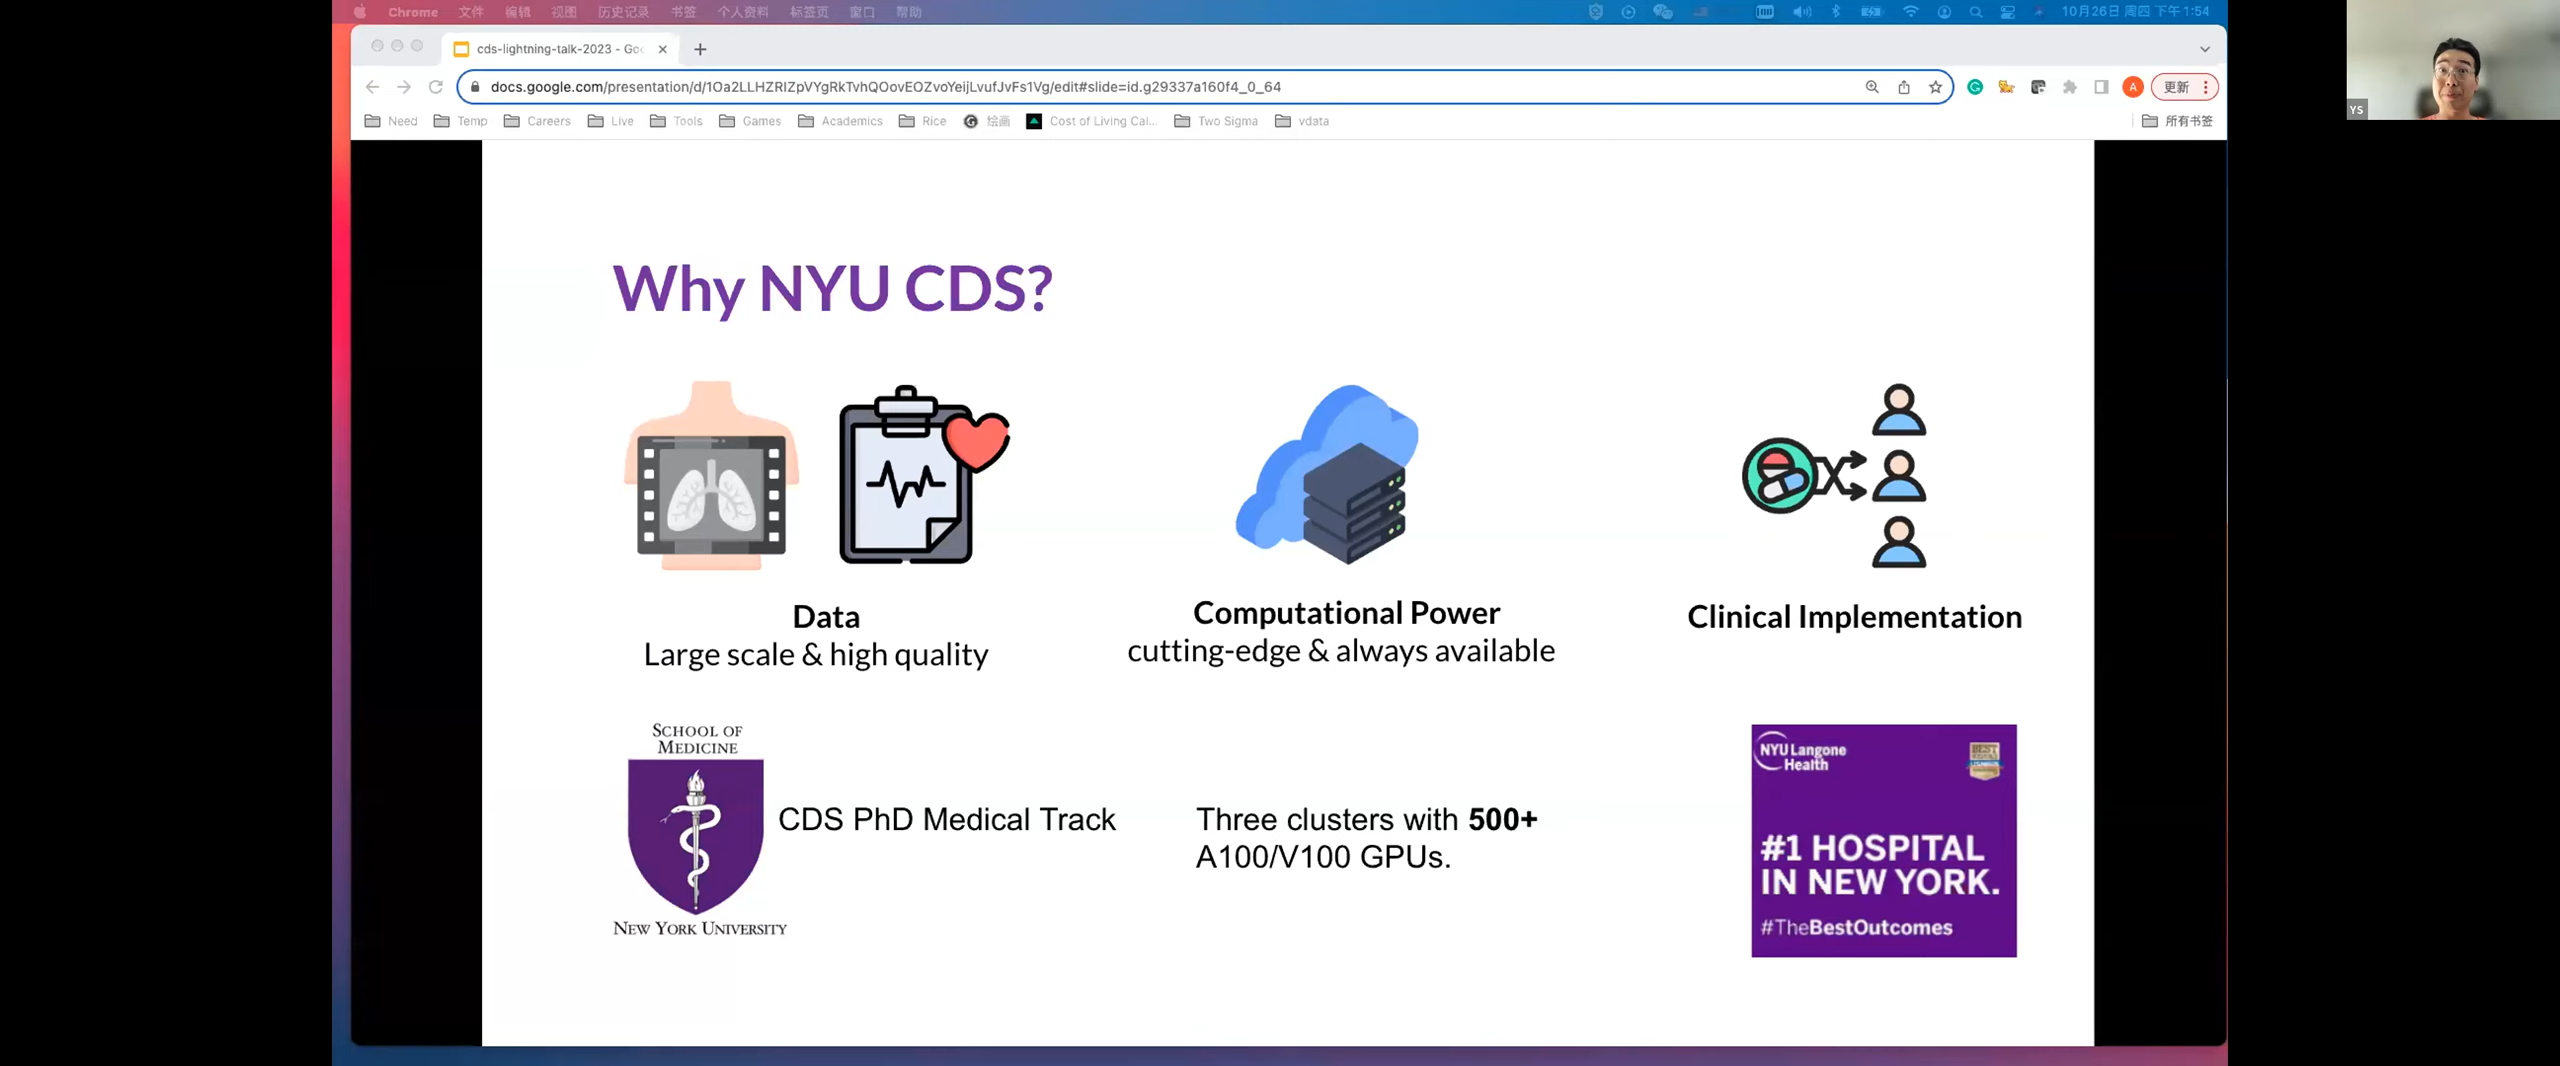 Chrome 文件 编辑 视图 历史记录 书签 个人资料 标签页 窗口 帮助 10月26日 周四 下午1:54
cds-lightning-talk-2023 - Goo
docs.google.com/presentation/d/1Oa2LLHZRIZpVYgRkTvhQOovEOZvoYeijLvufJvFs1Vg/edit#slide=id.g29337a160f4_0_64 A 更新
Need Temp Careers Live Tools Games Academics Rice 绘画 Cost of Living Cal... Two Sigma vdata 所有书签
YS
Why NYU CDS?
Data
Large scale & high quality
Computational Power
cutting-edge & always available
Clinical Implementation
SCHOOL OF
MEDICINE
NEW YORK UNIVERSITY
CDS PhD Medical Track
Three clusters with 500+
A100/V100 GPUs.
NYU Langone
Health
BEST
#1 HOSPITAL
IN NEW YORK.
#TheBestOutcomes